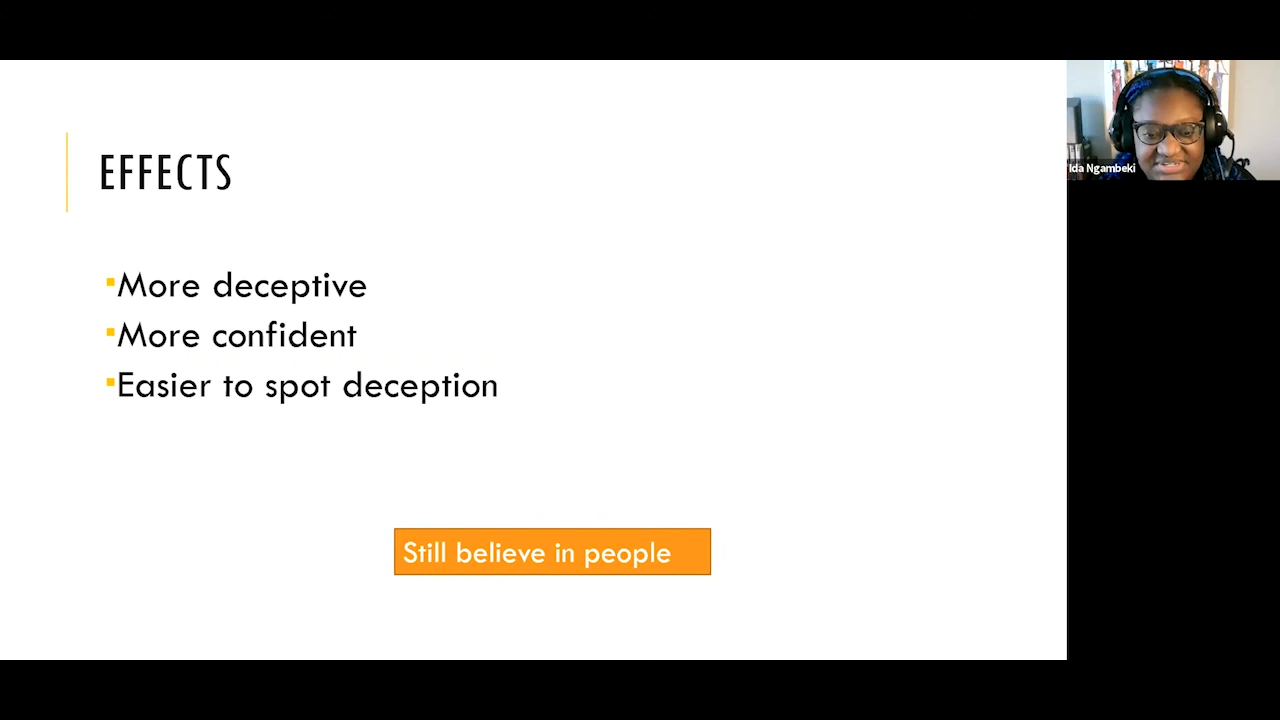 EFFECTS
More deceptive
More confident
Easier to spot deception
Still believe in people
Ida Ngambeki